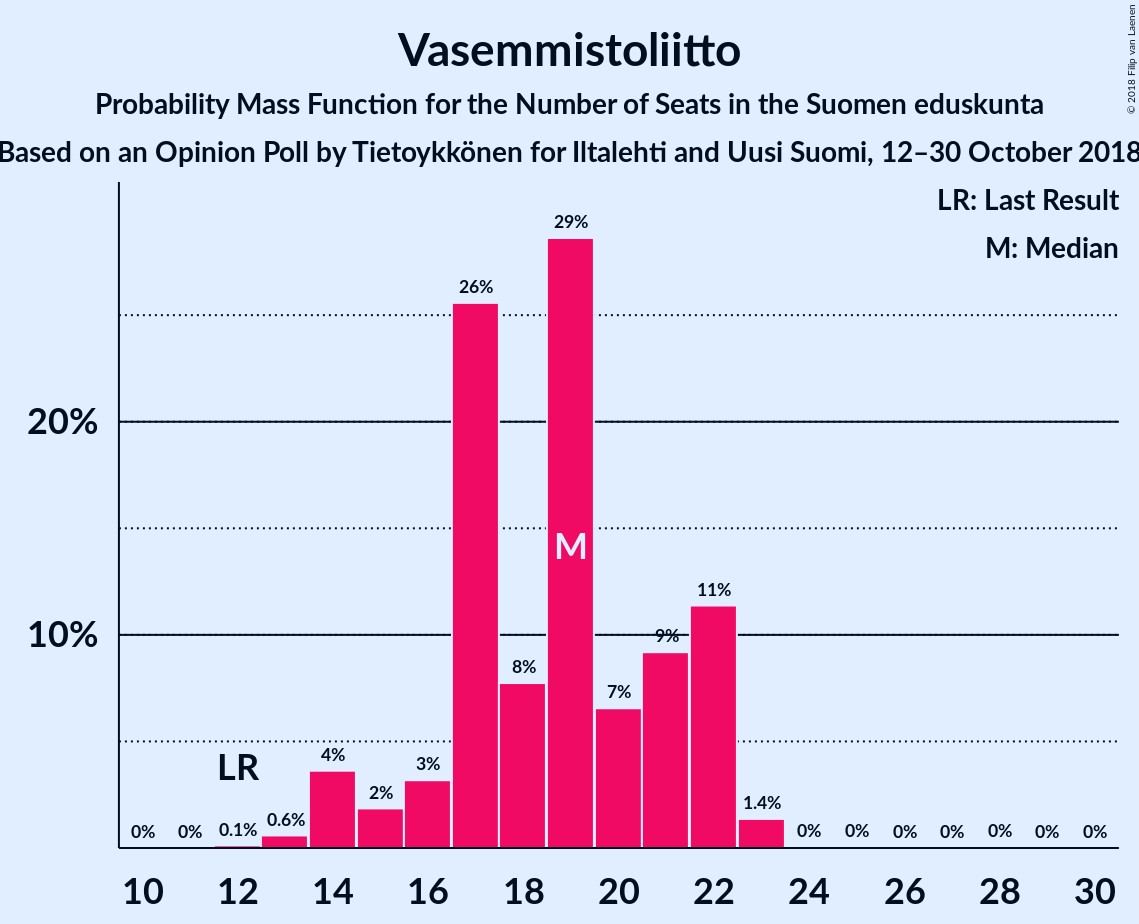 Vasemmistoliitto
Probability Mass Function for the Number of Seats in the Suomen eduskunta
Based on an Opinion Poll by Tietoykkönen for Iltalehti and Uusi Suomi, 12–30 October 2018
© 2018 Filip van Laenen
LR: Last Result
M: Median
20%
10%
0%
0%
0.1%
0.6%
4%
2%
3%
26%
8%
29%
7%
9%
11%
1.4%
0%
0%
0%
0%
0%
0%
0%
LR
M
10 12 14 16 18 20 22 24 26 28 30